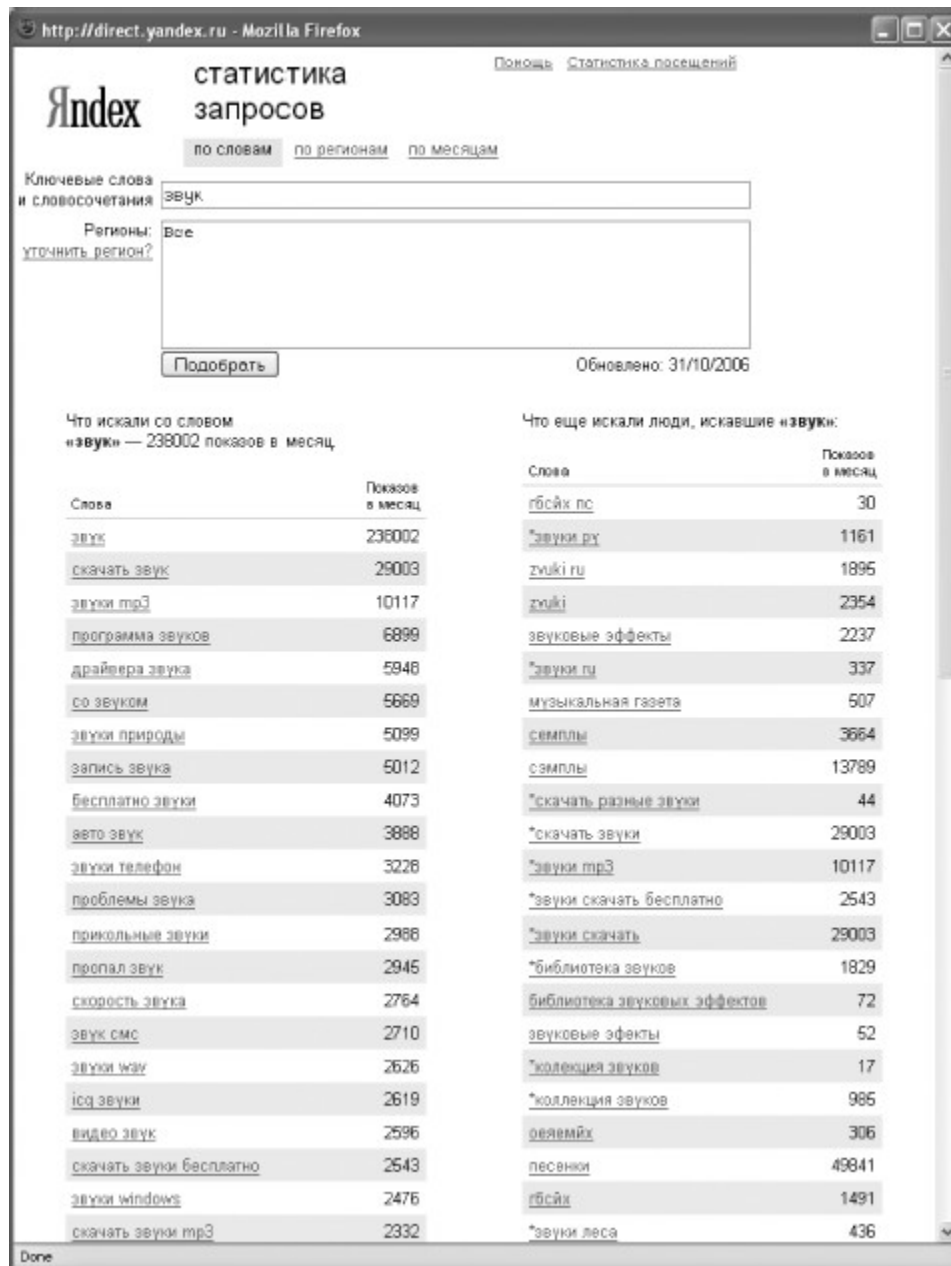 http://direct.yandex.ru - Mozilla Firefox
Яndex
статистика
запросов
Помощь Статистика посещений
по словам по регионам по месяцам
Ключевые слова
и словосочетания
звук
Регионы:
уточнить регион?
Все
Подобрать
Обновлено: 31/10/2006
Что искали со словом
«звук» — 238002 показов в месяц
Слова Показов
в месяц
звук 238002
скачать звук 29003
звуки mp3 10117
программа звуков 6899
драйвера звука 5948
со звуком 5669
звуки природы 5099
запись звука 5012
бесплатно звуки 4073
авто звук 3888
звуки телефон 3228
проблемы звука 3083
прикольные звуки 2988
пропал звук 2945
скорость звука 2764
звук смс 2710
звуки wav 2626
icq звуки 2619
видео звук 2596
скачать звуки бесплатно 2543
звуки windows 2476
скачать звуки mp3 2332
Что еще искали люди, искавшие «звук»:
Слова Показов
в месяц
гбсйх пс 30
*звуки ру 1161
zvuki ru 1895
zvuki 2354
звуковые эффекты 2237
*звуки ru 337
музыкальная газета 507
семплы 3664
сэмплы 13789
*скачать разные звуки 44
*скачать звуки 29003
*звуки mp3 10117
*звуки скачать бесплатно 2543
*звуки скачать 29003
*библиотека звуков 1829
библиотека звуковых эффектов 72
звуковые эфекты 52
*колекция звуков 17
*коллекция звуков 985
оеяемйх 306
песенки 49841
гбсйх 1491
*звуки леса 436
Done